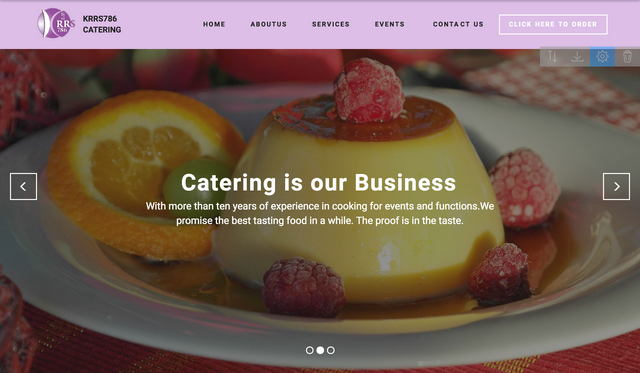 KRRS
786
KRRS786
CATERING
HOME
ABOUTUS
SERVICES
EVENTS
CONTACT US
CLICK HERE TO ORDER
Catering is our Business
With more than ten years of experience in cooking for events and functions.We
promise the best tasting food in a while. The proof is in the taste.